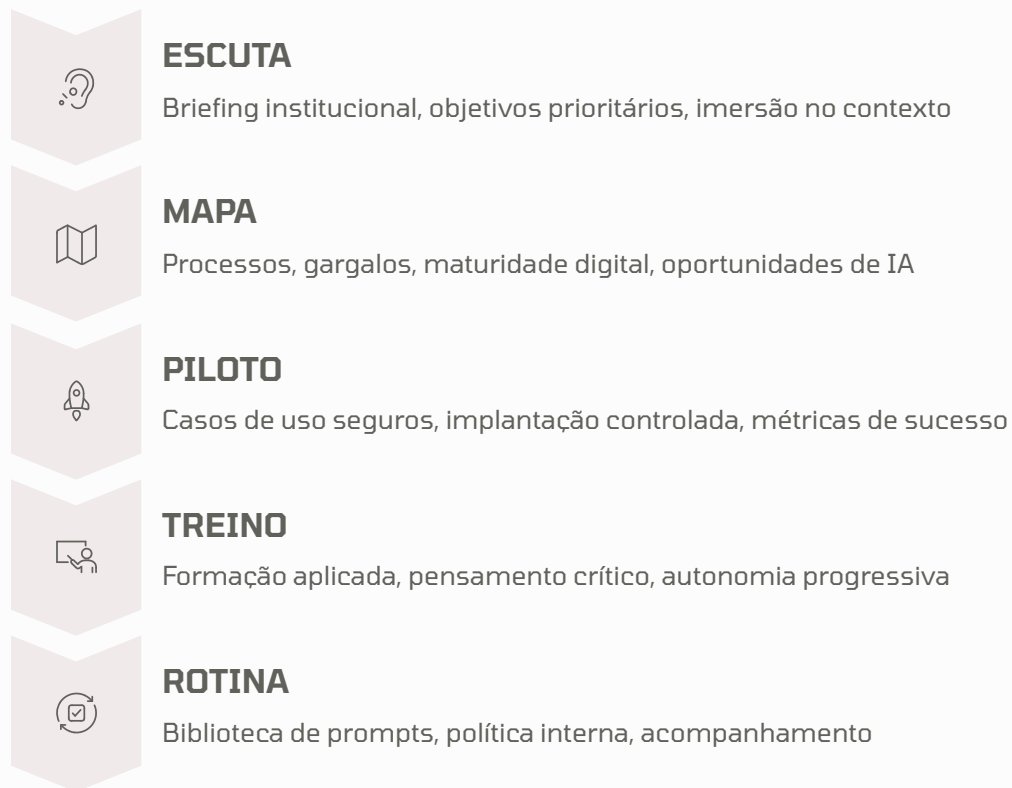 ESCUTA
Briefing institucional, objetivos prioritários, imersão no contexto
MAPA
Processos, gargalos, maturidade digital, oportunidades de IA
PILOTO
Casos de uso seguros, implantação controlada, métricas de sucesso
TREINO
Formação aplicada, pensamento crítico, autonomia progressiva
ROTINA
Biblioteca de prompts, política interna, acompanhamento